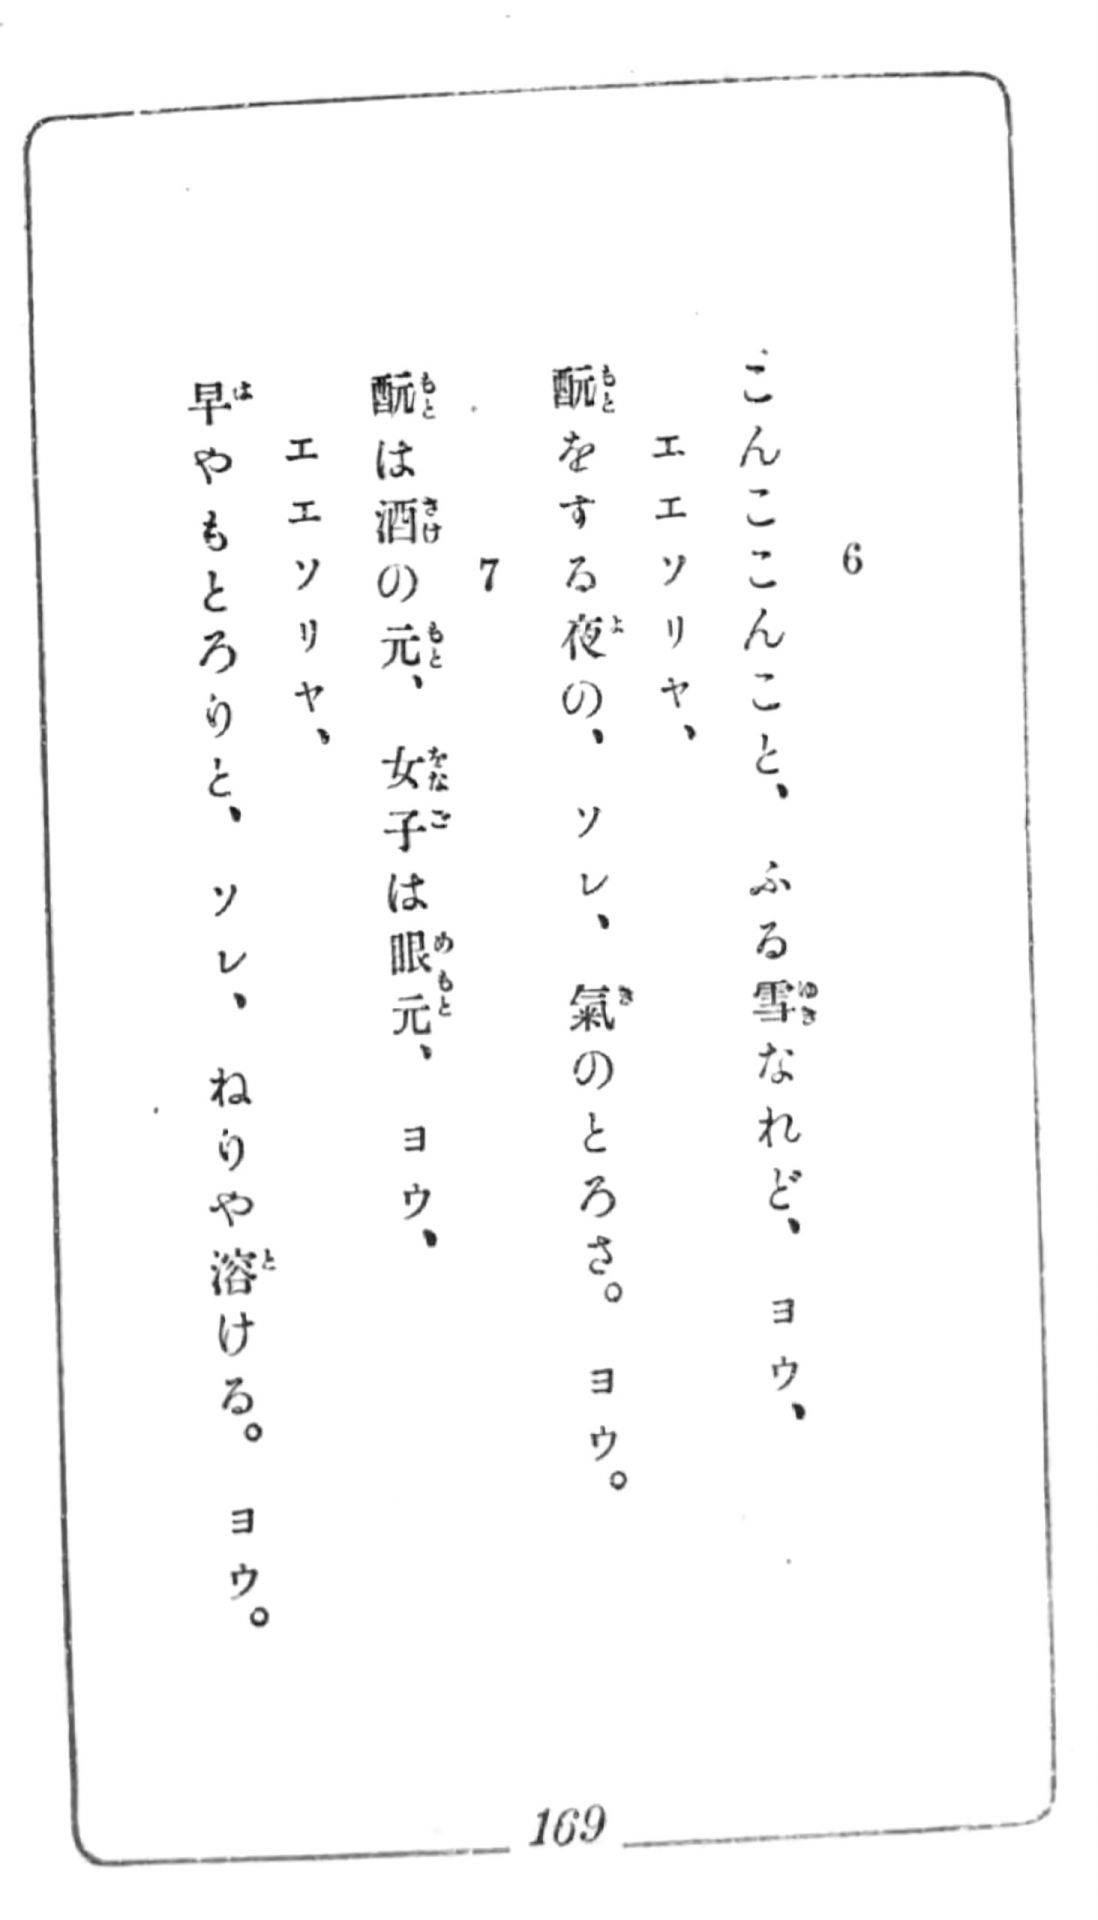 6
こんここんこと、ふる雪なれど、ヨウ、
エエソリヤ、
酛をする夜の、ソレ、氣のとろさ。ヨウ。
7
酛は酒の元、女子は眼元、ヨウ、
エエソリヤ、
早やもとろりと、ソレ、ねりや溶ける。ヨウ。
169